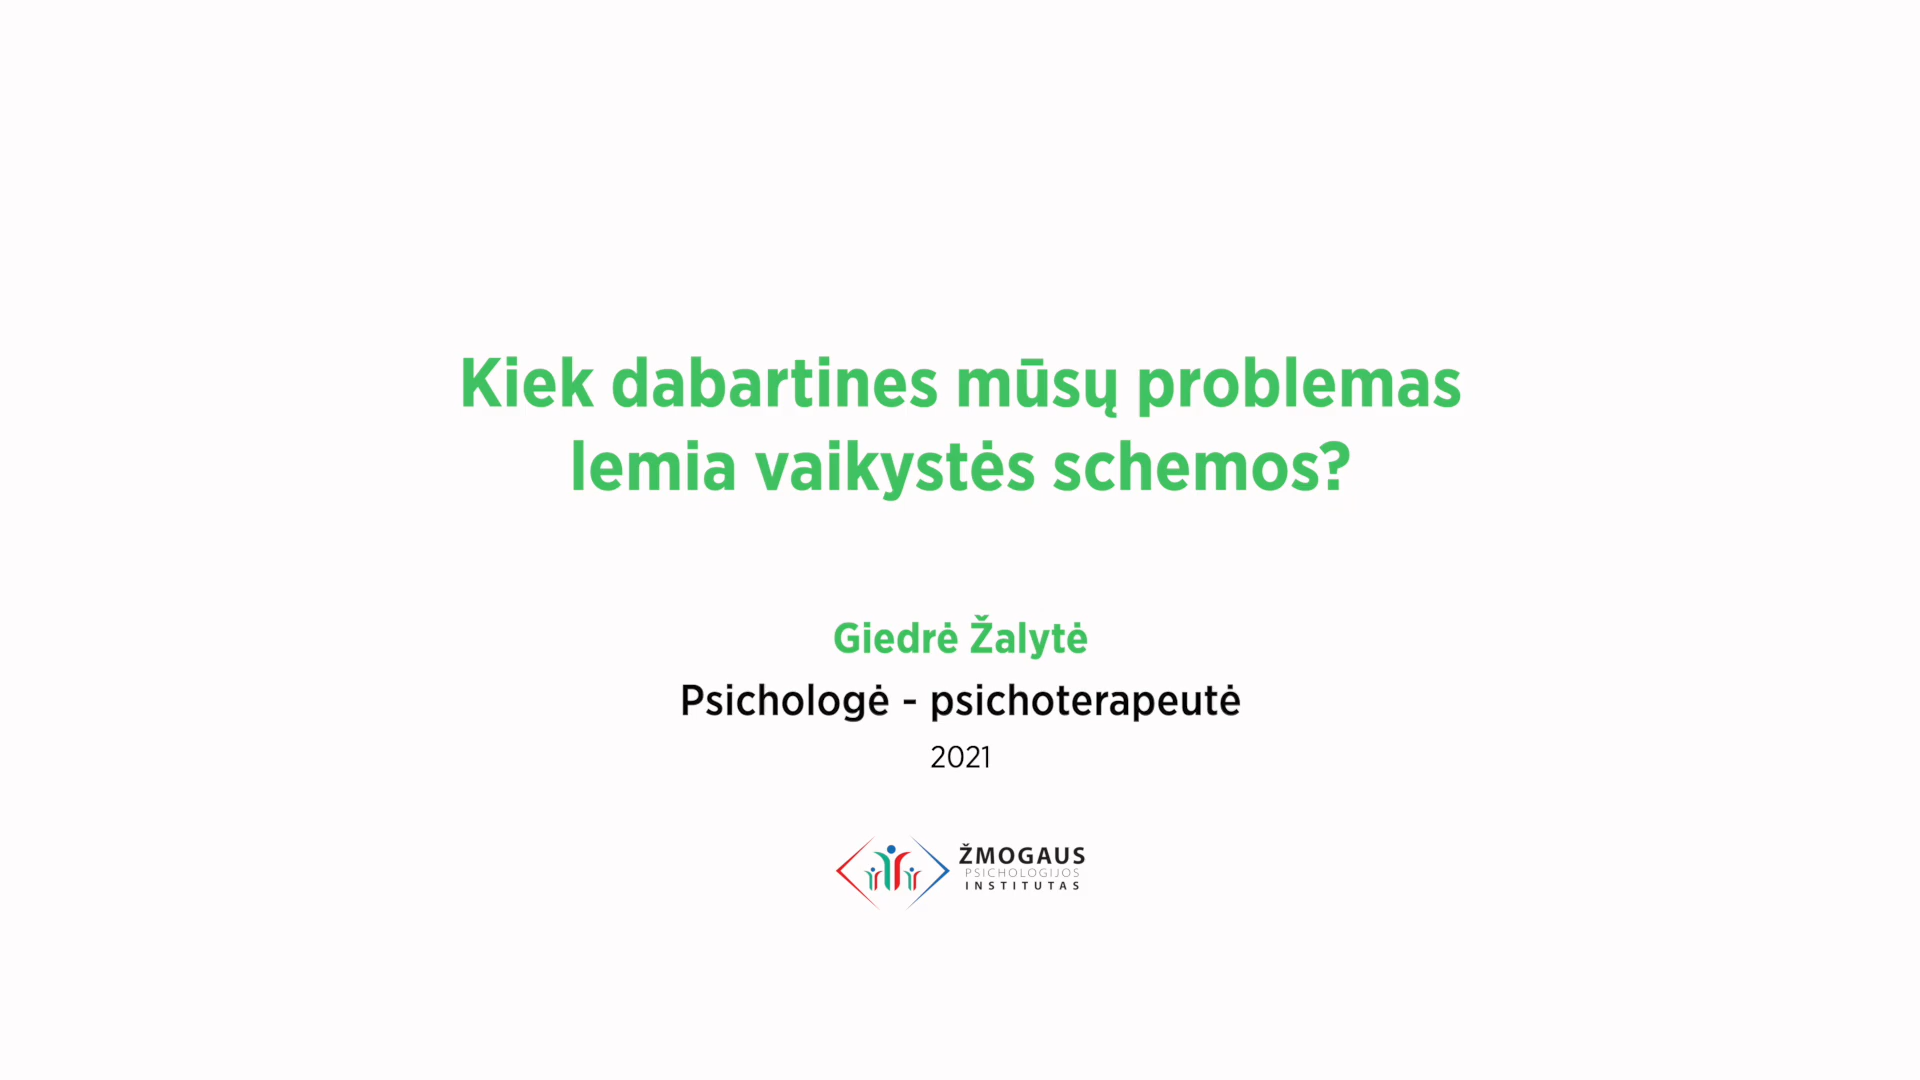 Kiek dabartines mūsų problemas
lemia vaikystės schemos?
Giedrė Žalytė
Psichologė - psichoterapeutė
2021
ŽMOGAUS
PSICHOLOGIJOS
INSTITUTAS